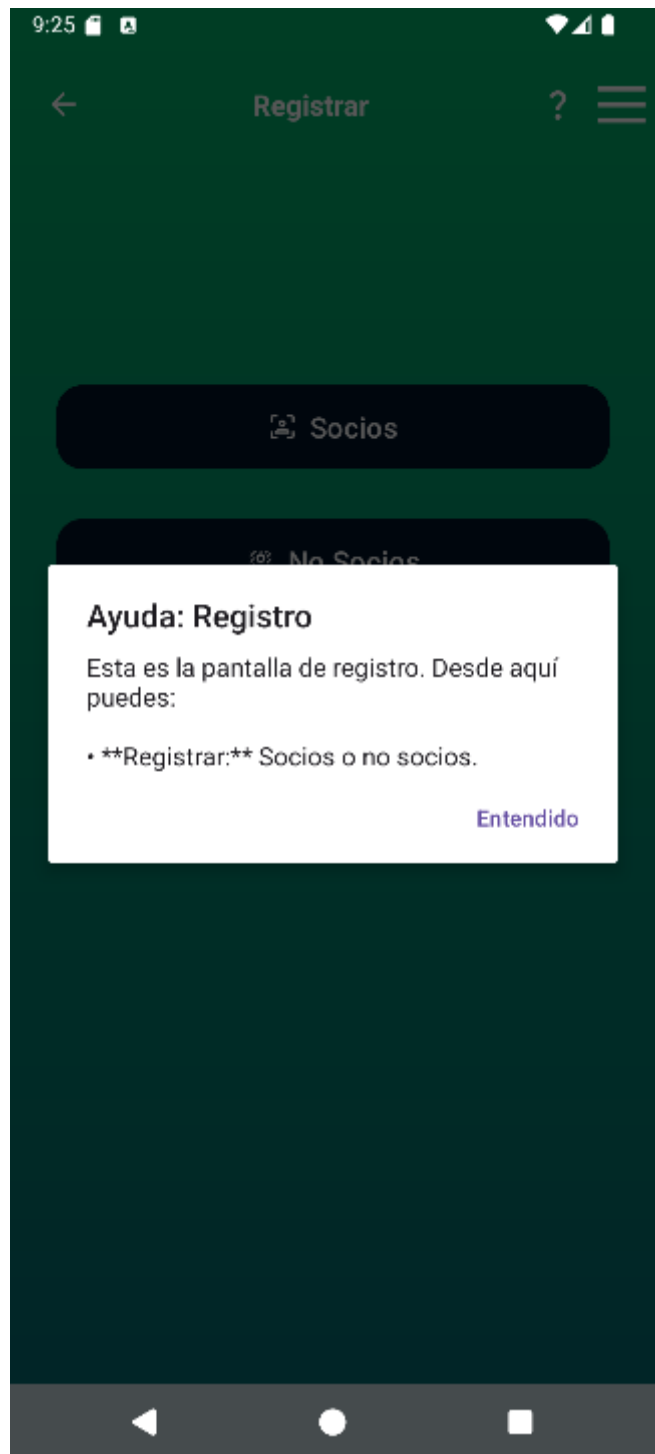 9:25
Registrar ?
Socios
No Socios
Ayuda: Registro
Esta es la pantalla de registro. Desde aquí
puedes:
• **Registrar:** Socios o no socios.
Entendido